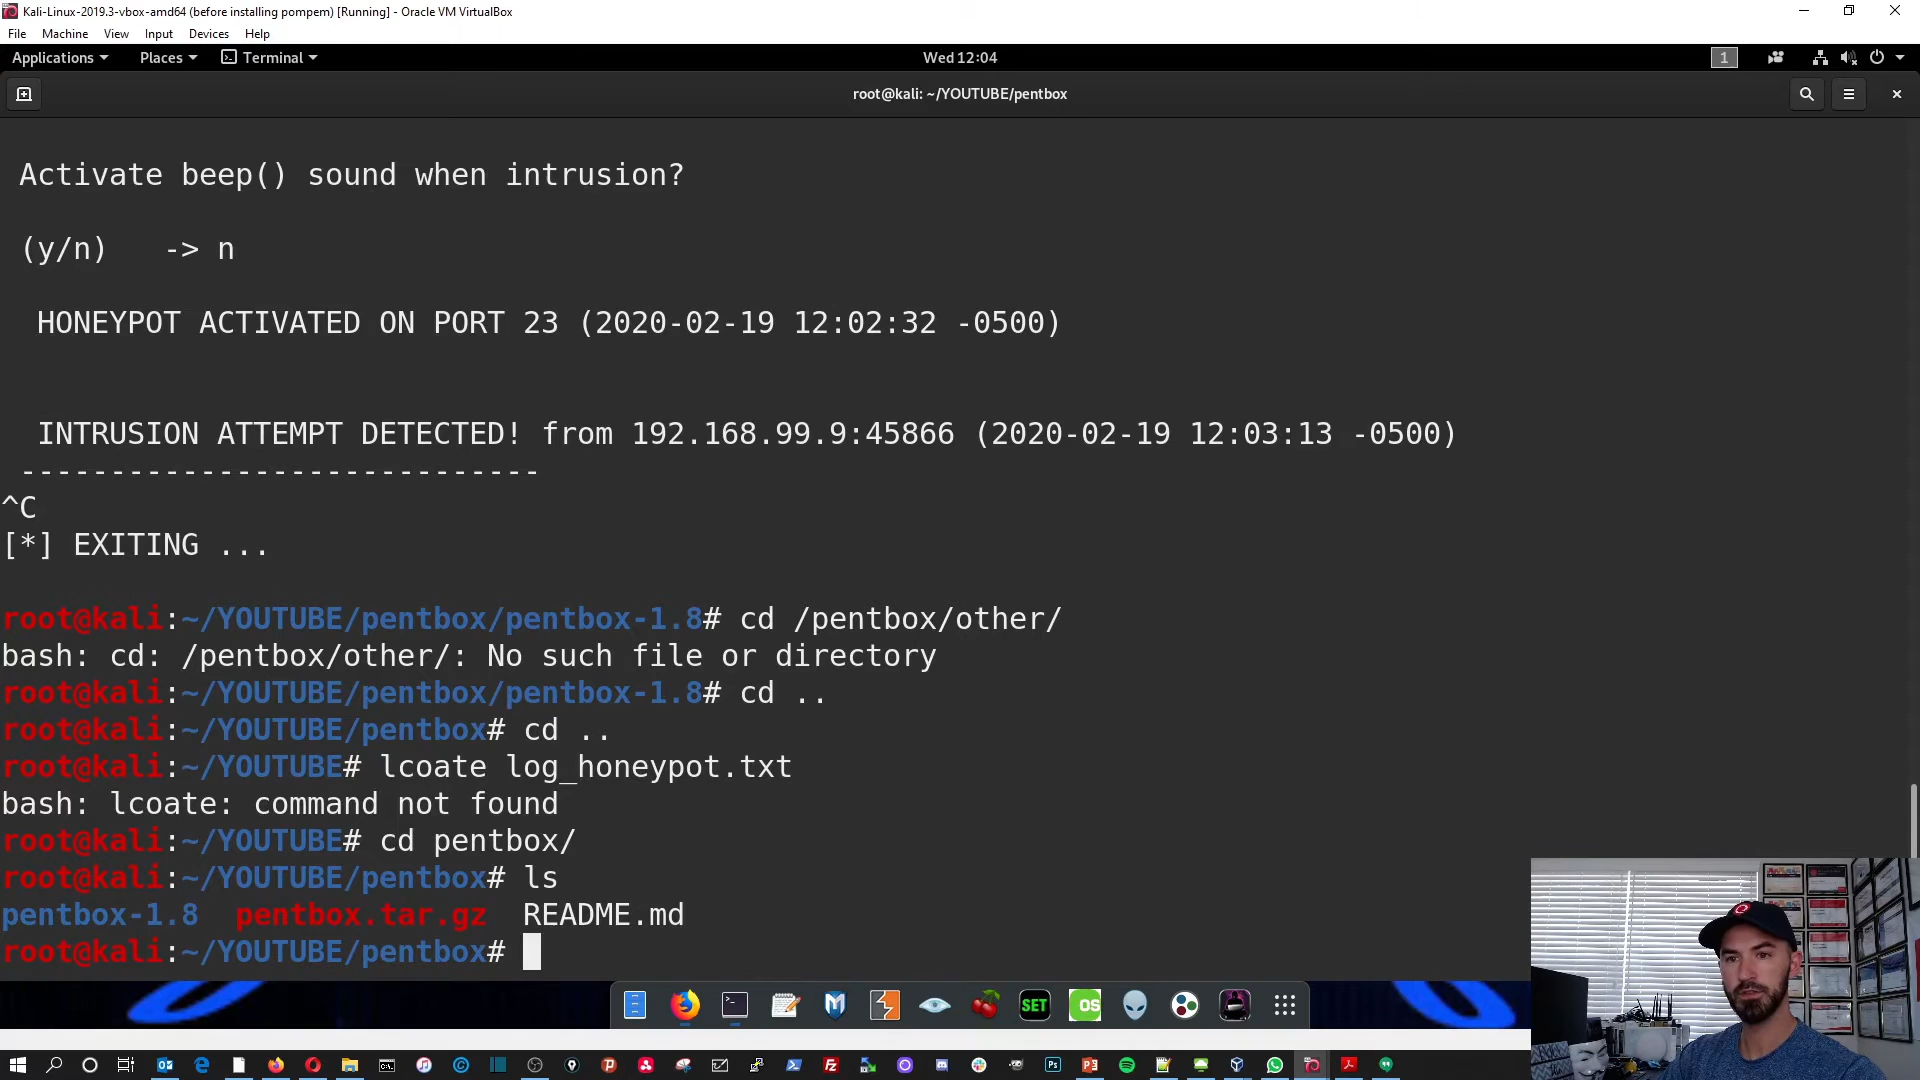 Kali-Linux-2019.3-vbox-amd64 (before installing pompem) [Running] - Oracle VM VirtualBox
File Machine View Input Devices Help
Applications Places Terminal Wed 12:04 1
root@kali: ~/YOUTUBE/pentbox
Activate beep() sound when intrusion?
(y/n) -> n
HONEYPOT ACTIVATED ON PORT 23 (2020-02-19 12:02:32 -0500)
INTRUSION ATTEMPT DETECTED! from 192.168.99.9:45866 (2020-02-19 12:03:13 -0500)
-----------------------------
^C
[*] EXITING ...
root@kali:~/YOUTUBE/pentbox/pentbox-1.8# cd /pentbox/other/
bash: cd: /pentbox/other/: No such file or directory
root@kali:~/YOUTUBE/pentbox/pentbox-1.8# cd ..
root@kali:~/YOUTUBE/pentbox# cd ..
root@kali:~/YOUTUBE# lcoate log_honeypot.txt
bash: lcoate: command not found
root@kali:~/YOUTUBE# cd pentbox/
root@kali:~/YOUTUBE/pentbox# ls
pentbox-1.8 pentbox.tar.gz README.md
root@kali:~/YOUTUBE/pentbox#
SET OS